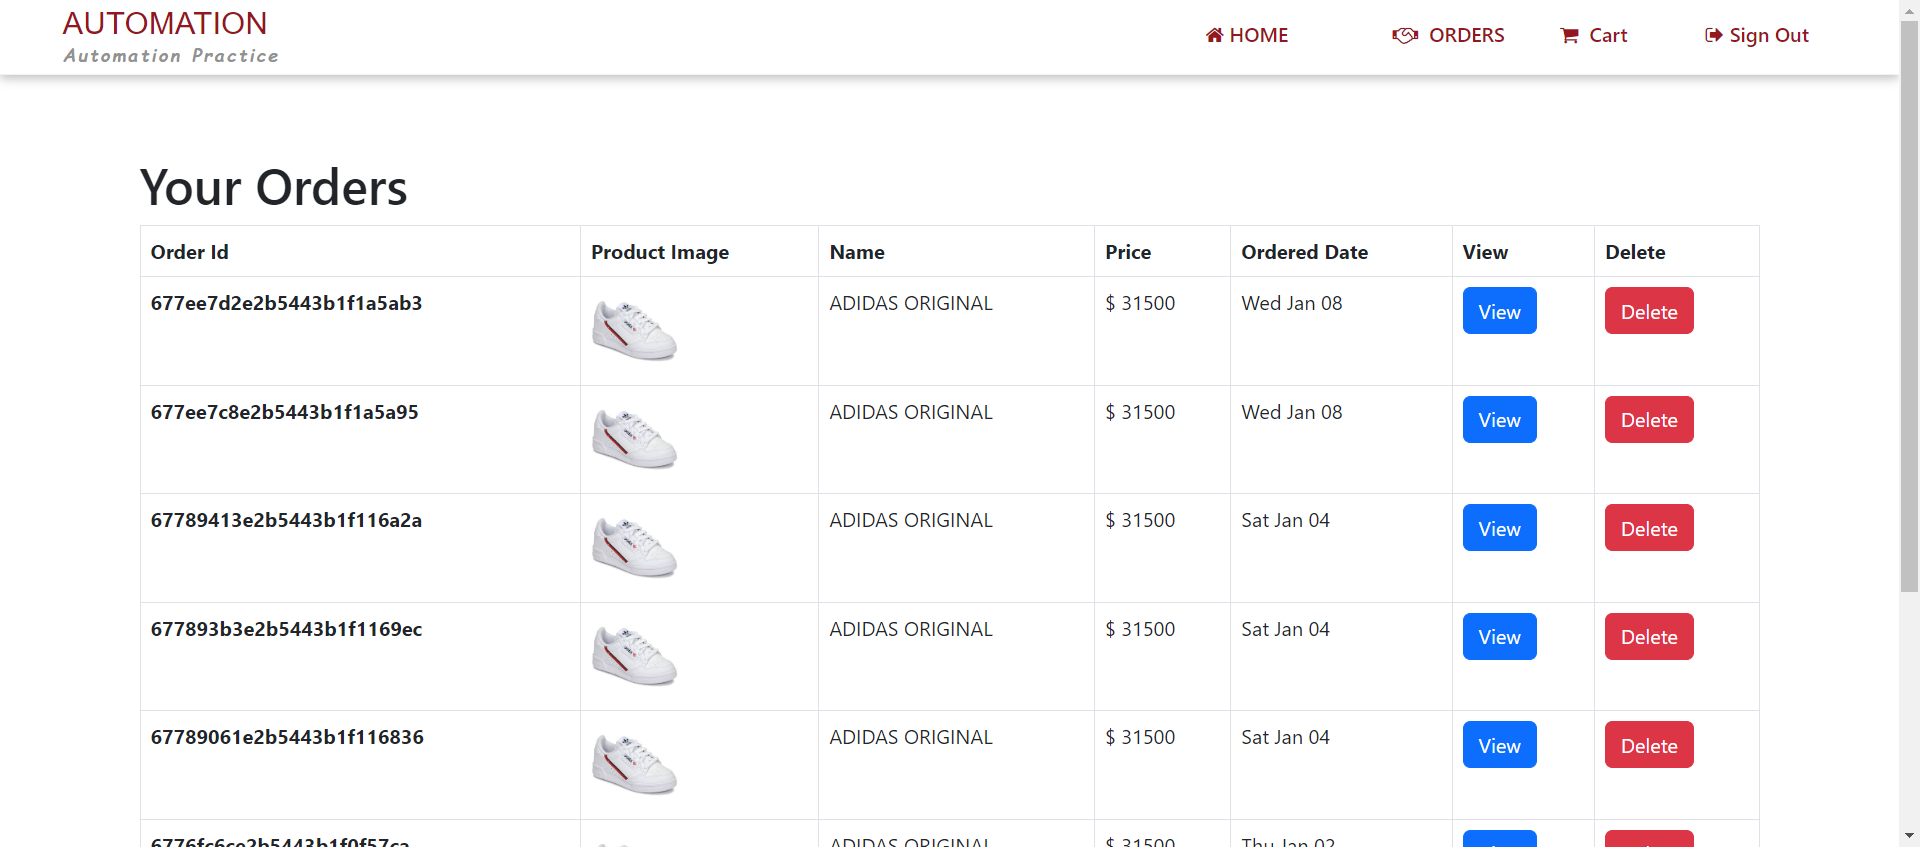 AUTOMATION
Automation Practice
HOME ORDERS Cart Sign Out
Your Orders
Order Id Product Image Name Price Ordered Date View Delete
677ee7d2e2b5443b1f1a5ab3 ADIDAS ORIGINAL $ 31500 Wed Jan 08 View Delete
677ee7c8e2b5443b1f1a5a95 ADIDAS ORIGINAL $ 31500 Wed Jan 08 View Delete
67789413e2b5443b1f116a2a ADIDAS ORIGINAL $ 31500 Sat Jan 04 View Delete
677893b3e2b5443b1f1169ec ADIDAS ORIGINAL $ 31500 Sat Jan 04 View Delete
67789061e2b5443b1f116836 ADIDAS ORIGINAL $ 31500 Sat Jan 04 View Delete
6776fc6ce2b5443b1f0f57ca ADIDAS ORIGINAL $ 31500 Thu Jan 02